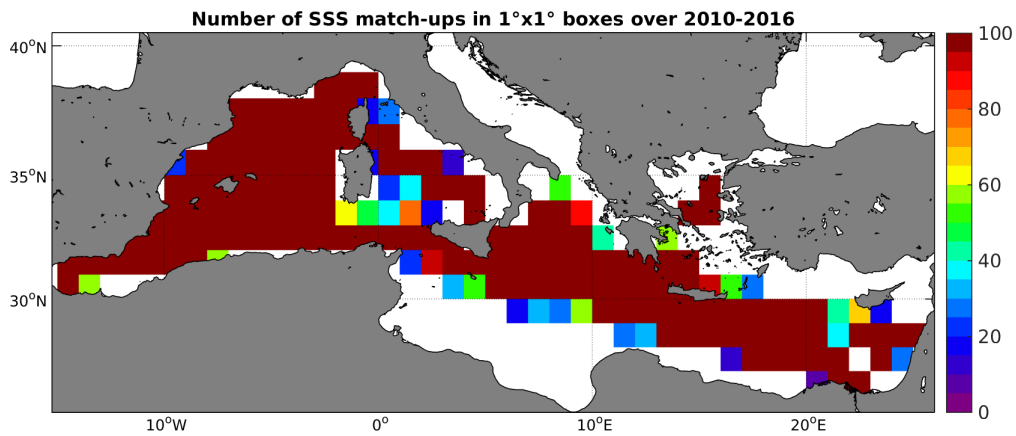 Number of SSS match-ups in 1°x1° boxes over 2010-2016
40°N
35°N
30°N
10°W
0°
10°E
20°E
100
80
60
40
20
0